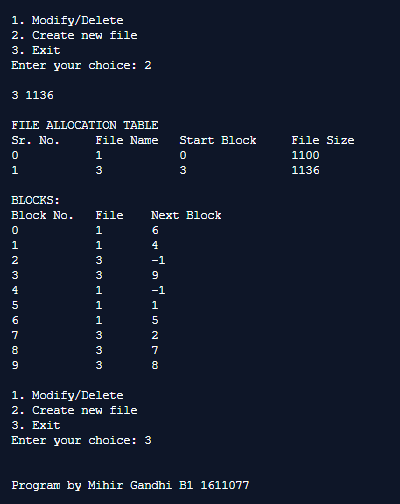 1. Modify/Delete
2. Create new file
3. Exit
Enter your choice: 2
3 1136
FILE ALLOCATION TABLE
Sr. No. File Name Start Block File Size
0 1 0 1100
1 3 3 1136
BLOCKS:
Block No. File Next Block
0 1 6
1 1 4
2 3 -1
3 3 9
4 1 -1
5 1 1
6 1 5
7 3 2
8 3 7
9 3 8
1. Modify/Delete
2. Create new file
3. Exit
Enter your choice: 3
Program by Mihir Gandhi B1 1611077